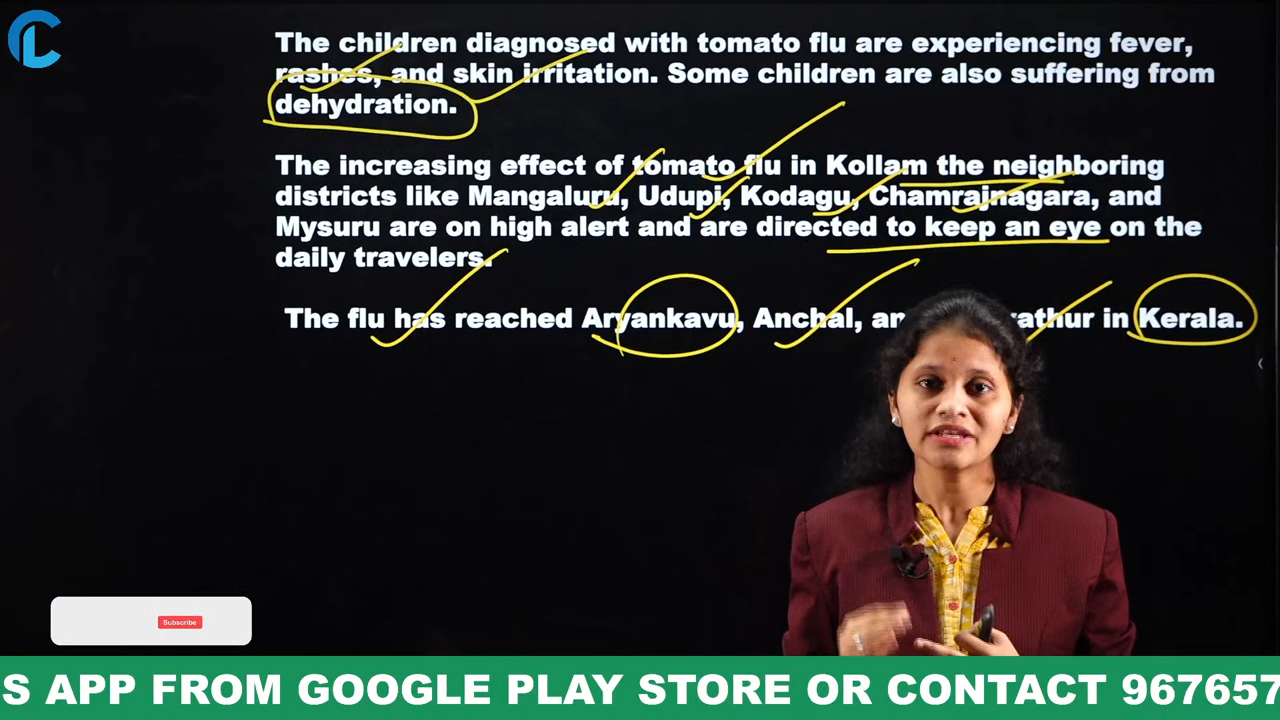 The children diagnosed with tomato flu are experiencing fever,
rashes, and skin irritation. Some children are also suffering from
dehydration.
The increasing effect of tomato flu in Kollam the neighboring
districts like Mangaluru, Udupi, Kodagu, Chamrajnagara, and
Mysuru are on high alert and are directed to keep an eye on the
daily travelers.
The flu has reached Aryankavu, Anchal, in Kerala.
Subscribe
S APP FROM GOOGLE PLAY STORE OR CONTACT 967657